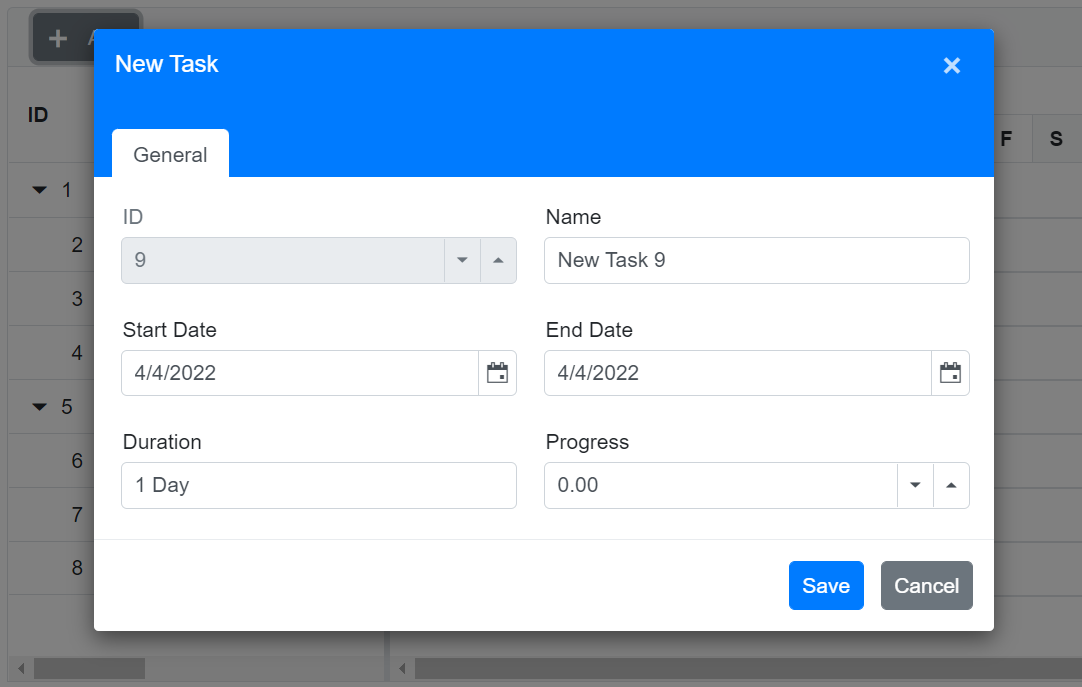 New Task
ID
General
F S
1
ID Name
2
9 New Task 9
3
Start Date End Date
4
4/4/2022 4/4/2022
5
Duration Progress
6
1 Day 0.00
7
8
Save Cancel